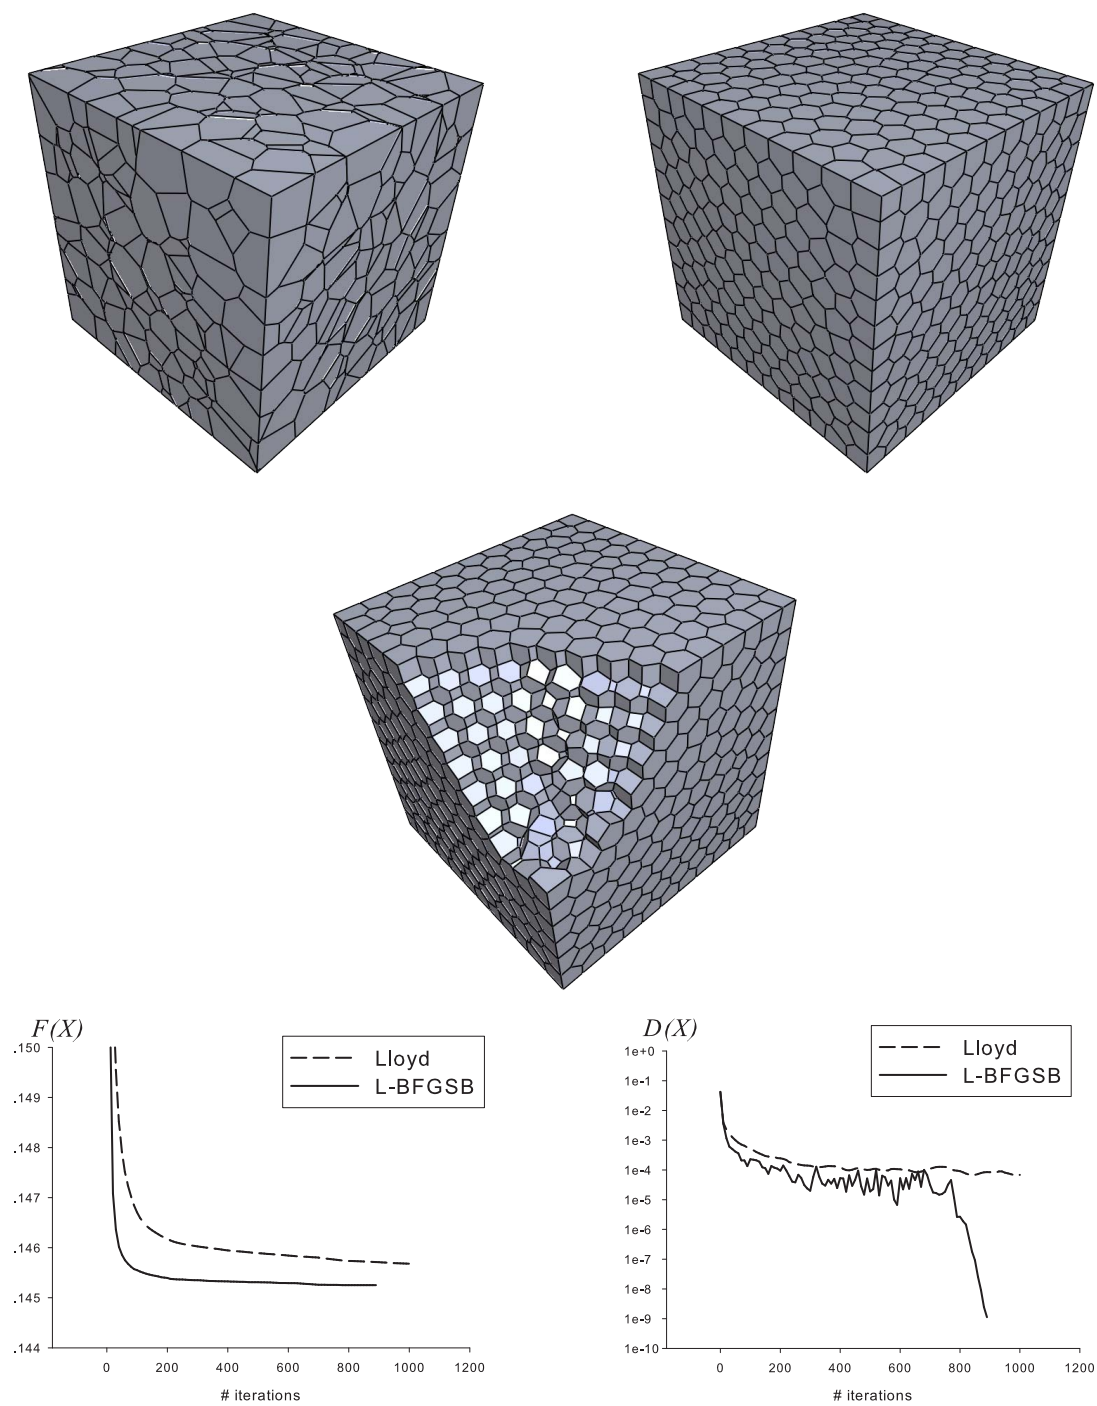 F(X)
.150
.149
.148
.147
.146
.145
.144
0 200 400 600 800 1000 1200
# iterations
Lloyd
L-BFGSB
D(X)
1e+0
1e-1
1e-2
1e-3
1e-4
1e-5
1e-6
1e-7
1e-8
1e-9
1e-10
0 200 400 600 800 1000 1200
# iterations
Lloyd
L-BFGSB